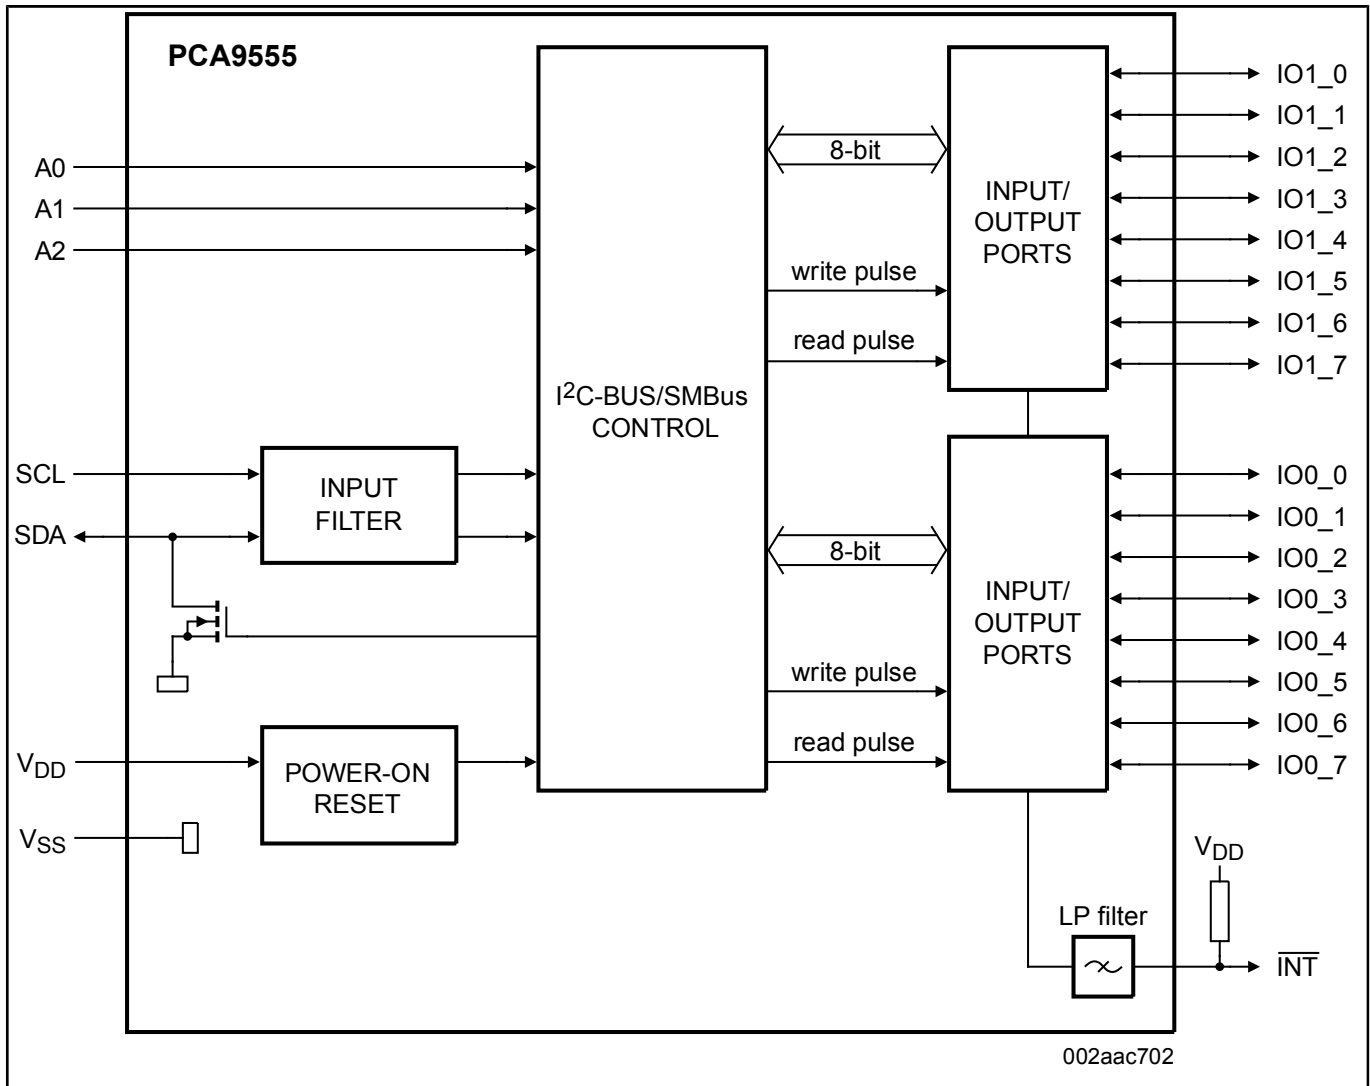 PCA9555
A0
A1
A2
SCL
SDA
VDD
VSS
INPUT
FILTER
POWER-ON
RESET
I2C-BUS/SMBus
CONTROL
8-bit
write pulse
read pulse
INPUT/
OUTPUT
PORTS
IO1_0
IO1_1
IO1_2
IO1_3
IO1_4
IO1_5
IO1_6
IO1_7
8-bit
write pulse
read pulse
INPUT/
OUTPUT
PORTS
IO0_0
IO0_1
IO0_2
IO0_3
IO0_4
IO0_5
IO0_6
IO0_7
VDD
LP filter
INT
002aac702